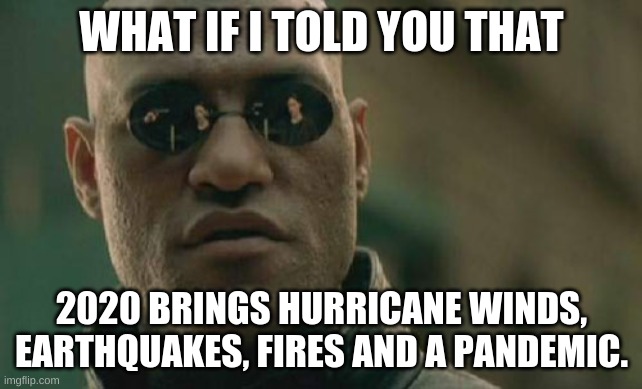 WHAT IF I TOLD YOU THAT
2020 BRINGS HURRICANE WINDS,
EARTHQUAKES, FIRES AND A PANDEMIC.
imgflip.com